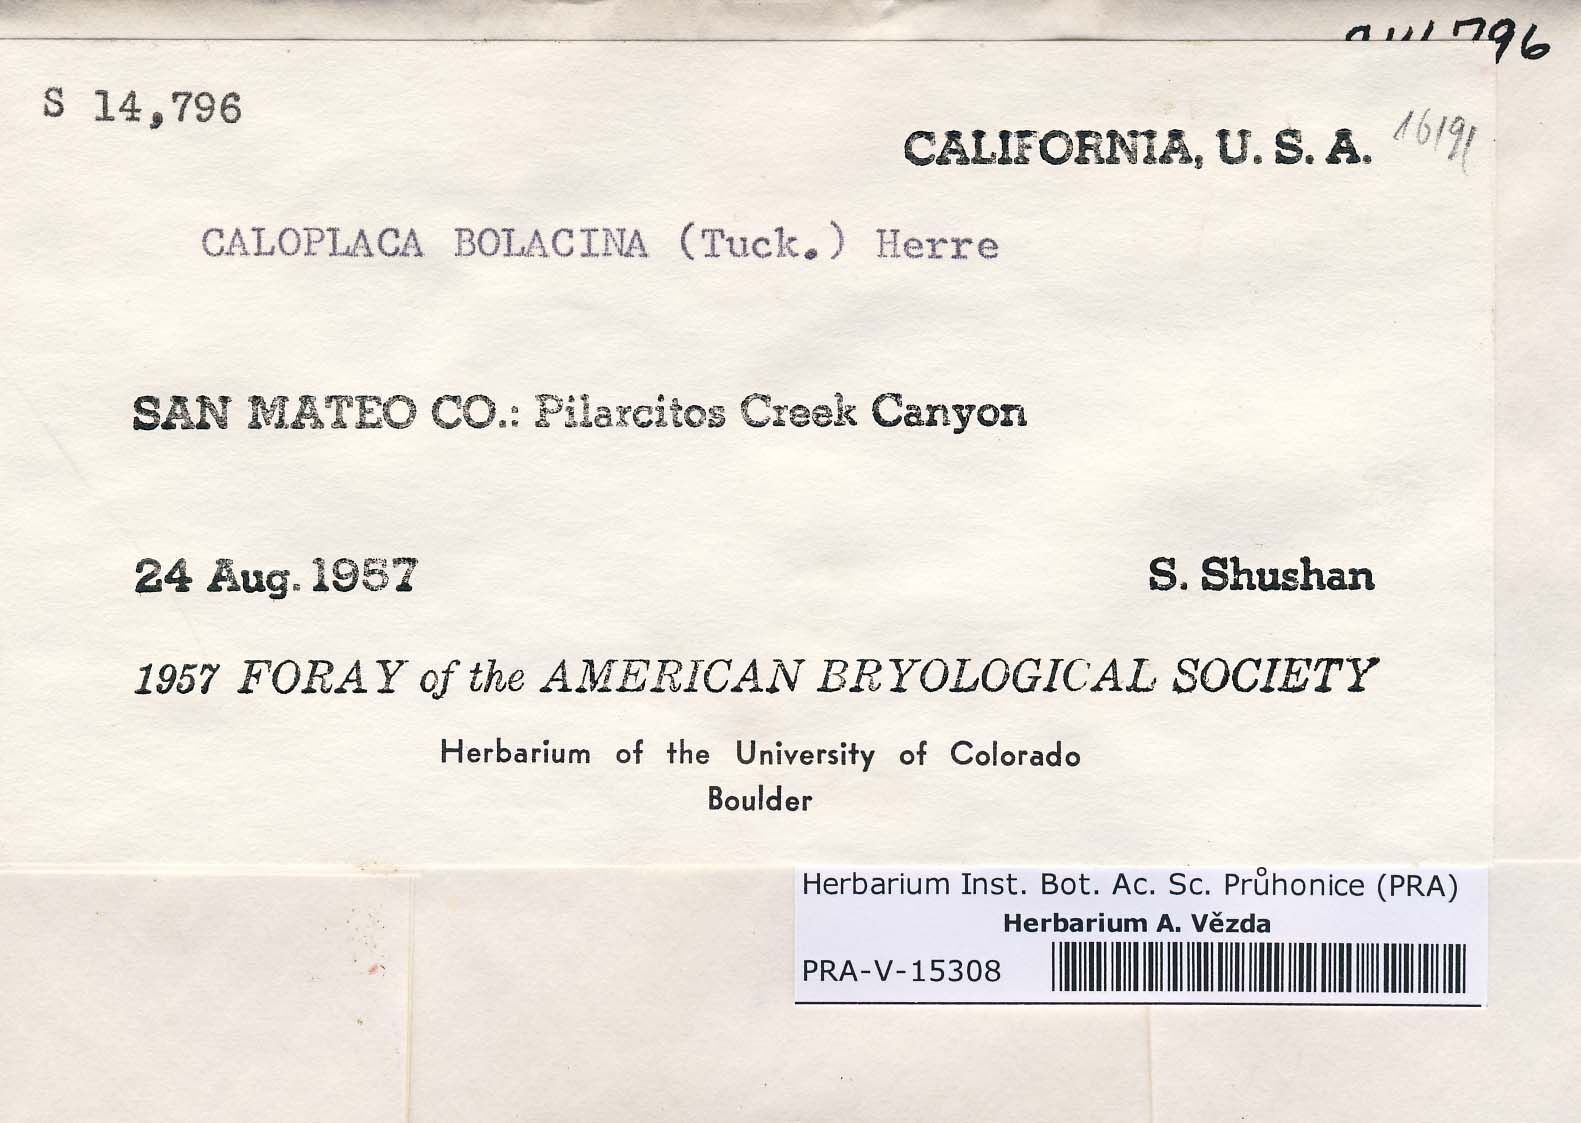 796
S 14,796
CALIFORNIA, U. S. A.
CALOPLACA BOLACINA (Tuck.) Herre
SAN MATEO CO.: Pilarcitos Creek Canyon
24 Aug. 1957 S. Shushan
1957 FORAY of the AMERICAN BRYOLOGICAL SOCIETY
Herbarium of the University of Colorado
Boulder
Herbarium Inst. Bot. Ac. Sc. Průhonice (PRA)
Herbarium A. Vězda
PRA-V-15308